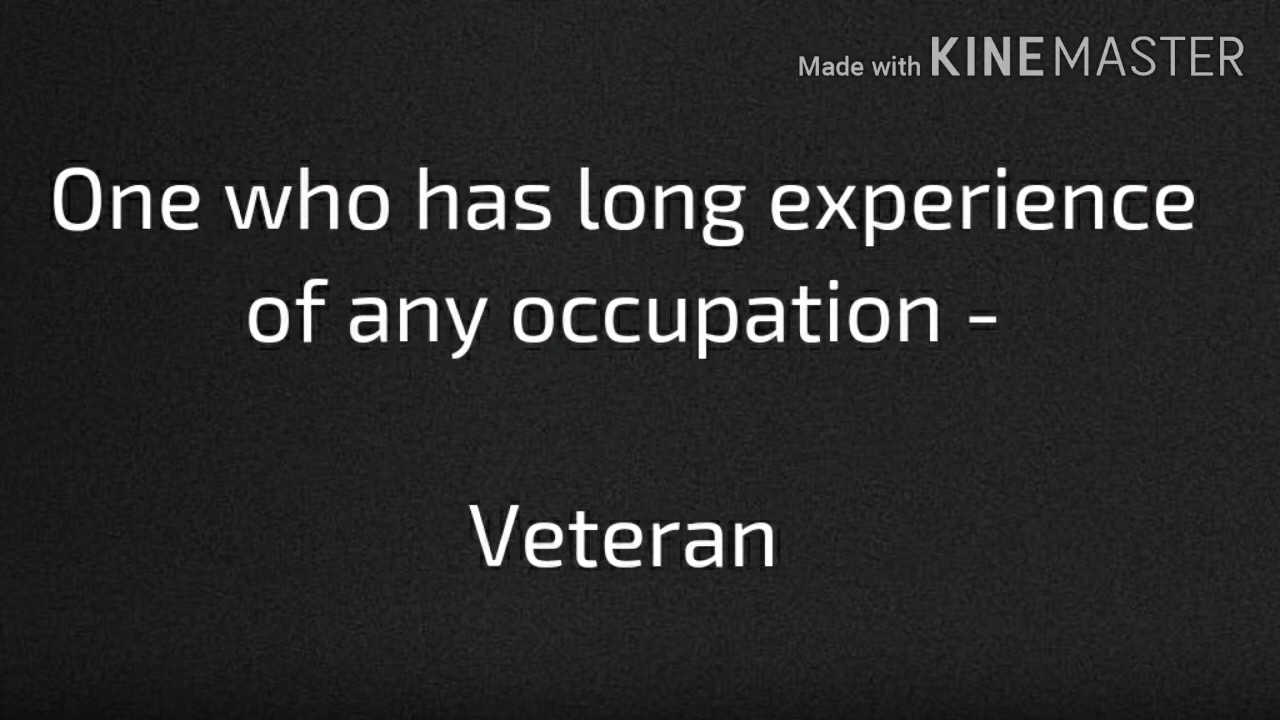 Made with KINEMASTER
One who has long experience
of any occupation -
Veteran